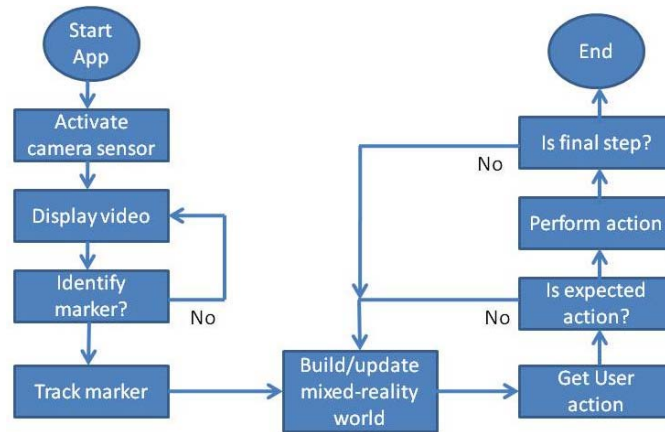 Start
App
Activate
camera sensor
Display video
Identify
marker?
No
Track marker
Build/update
mixed-reality
world
Get User
action
Is expected
action?
No
Perform action
Is final step?
No
End